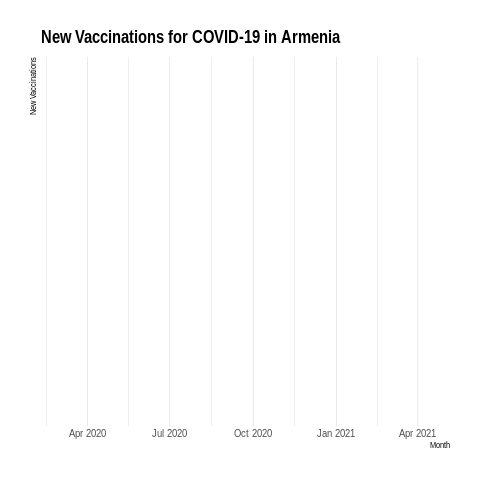 New Vaccinations for COVID-19 in Armenia
New Vaccinations
Apr 2020 Jul 2020 Oct 2020 Jan 2021 Apr 2021
Month